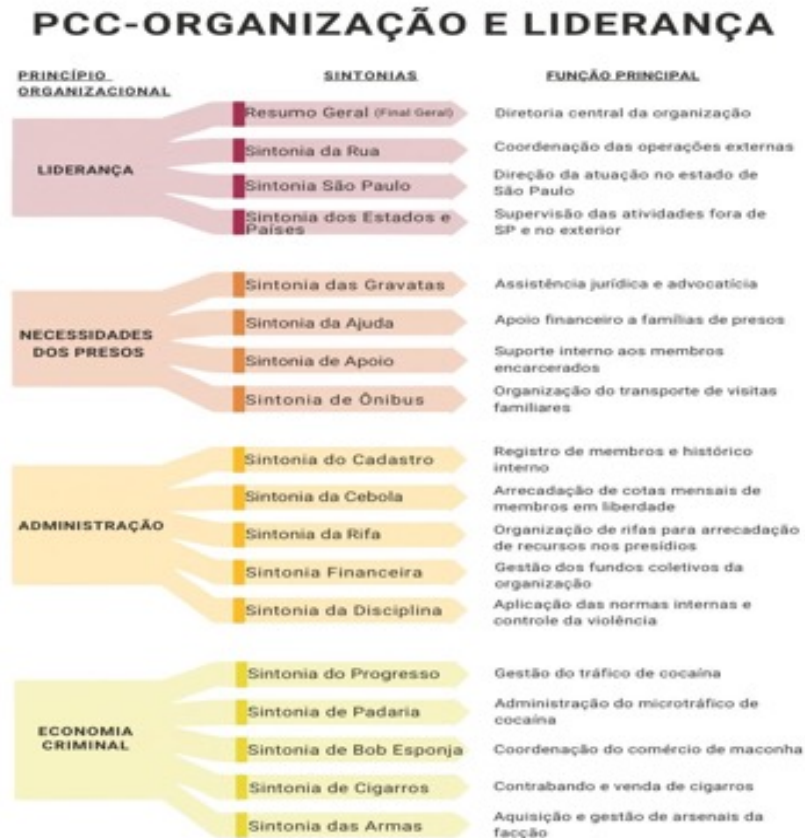 PCC-ORGANIZAÇÃO E LIDERANÇA
PRINCÍPIO
ORGANIZACIONAL
SINTONIAS
FUNÇÃO PRINCIPAL
LIDERANÇA
Resumo Geral (Final Geral)
Diretoria central da organização
Sintonia da Rua
Coordenação das operações externas
Sintonia São Paulo
Direção da atuação no estado de
São Paulo
Sintonia dos Estados e
Países
Supervisão das atividades fora de
SP e no exterior
NECESSIDADES
DOS PRESOS
Sintonia das Gravatas
Assistência jurídica e advocatícia
Sintonia da Ajuda
Apoio financeiro a famílias de presos
Sintonia de Apoio
Suporte interno aos membros
encarcerados
Sintonia de Ônibus
Organização do transporte de visitas
familiares
ADMINISTRAÇÃO
Sintonia do Cadastro
Registro de membros e histórico
interno
Sintonia da Cebola
Arrecadação de cotas mensais de
membros em liberdade
Sintonia da Rifa
Organização de rifas para arrecadação
de recursos nos presídios
Sintonia Financeira
Gestão dos fundos coletivos da
organização
Sintonia da Disciplina
Aplicação das normas internas e
controle da violência
ECONOMIA
CRIMINAL
Sintonia do Progresso
Gestão do tráfico de cocaína
Sintonia de Padaria
Administração do microtráfico de
cocaína
Sintonia de Bob Esponja
Coordenação do comércio de maconha
Sintonia de Cigarros
Contrabando e venda de cigarros
Sintonia das Armas
Aquisição e gestão de arsenais da
facção